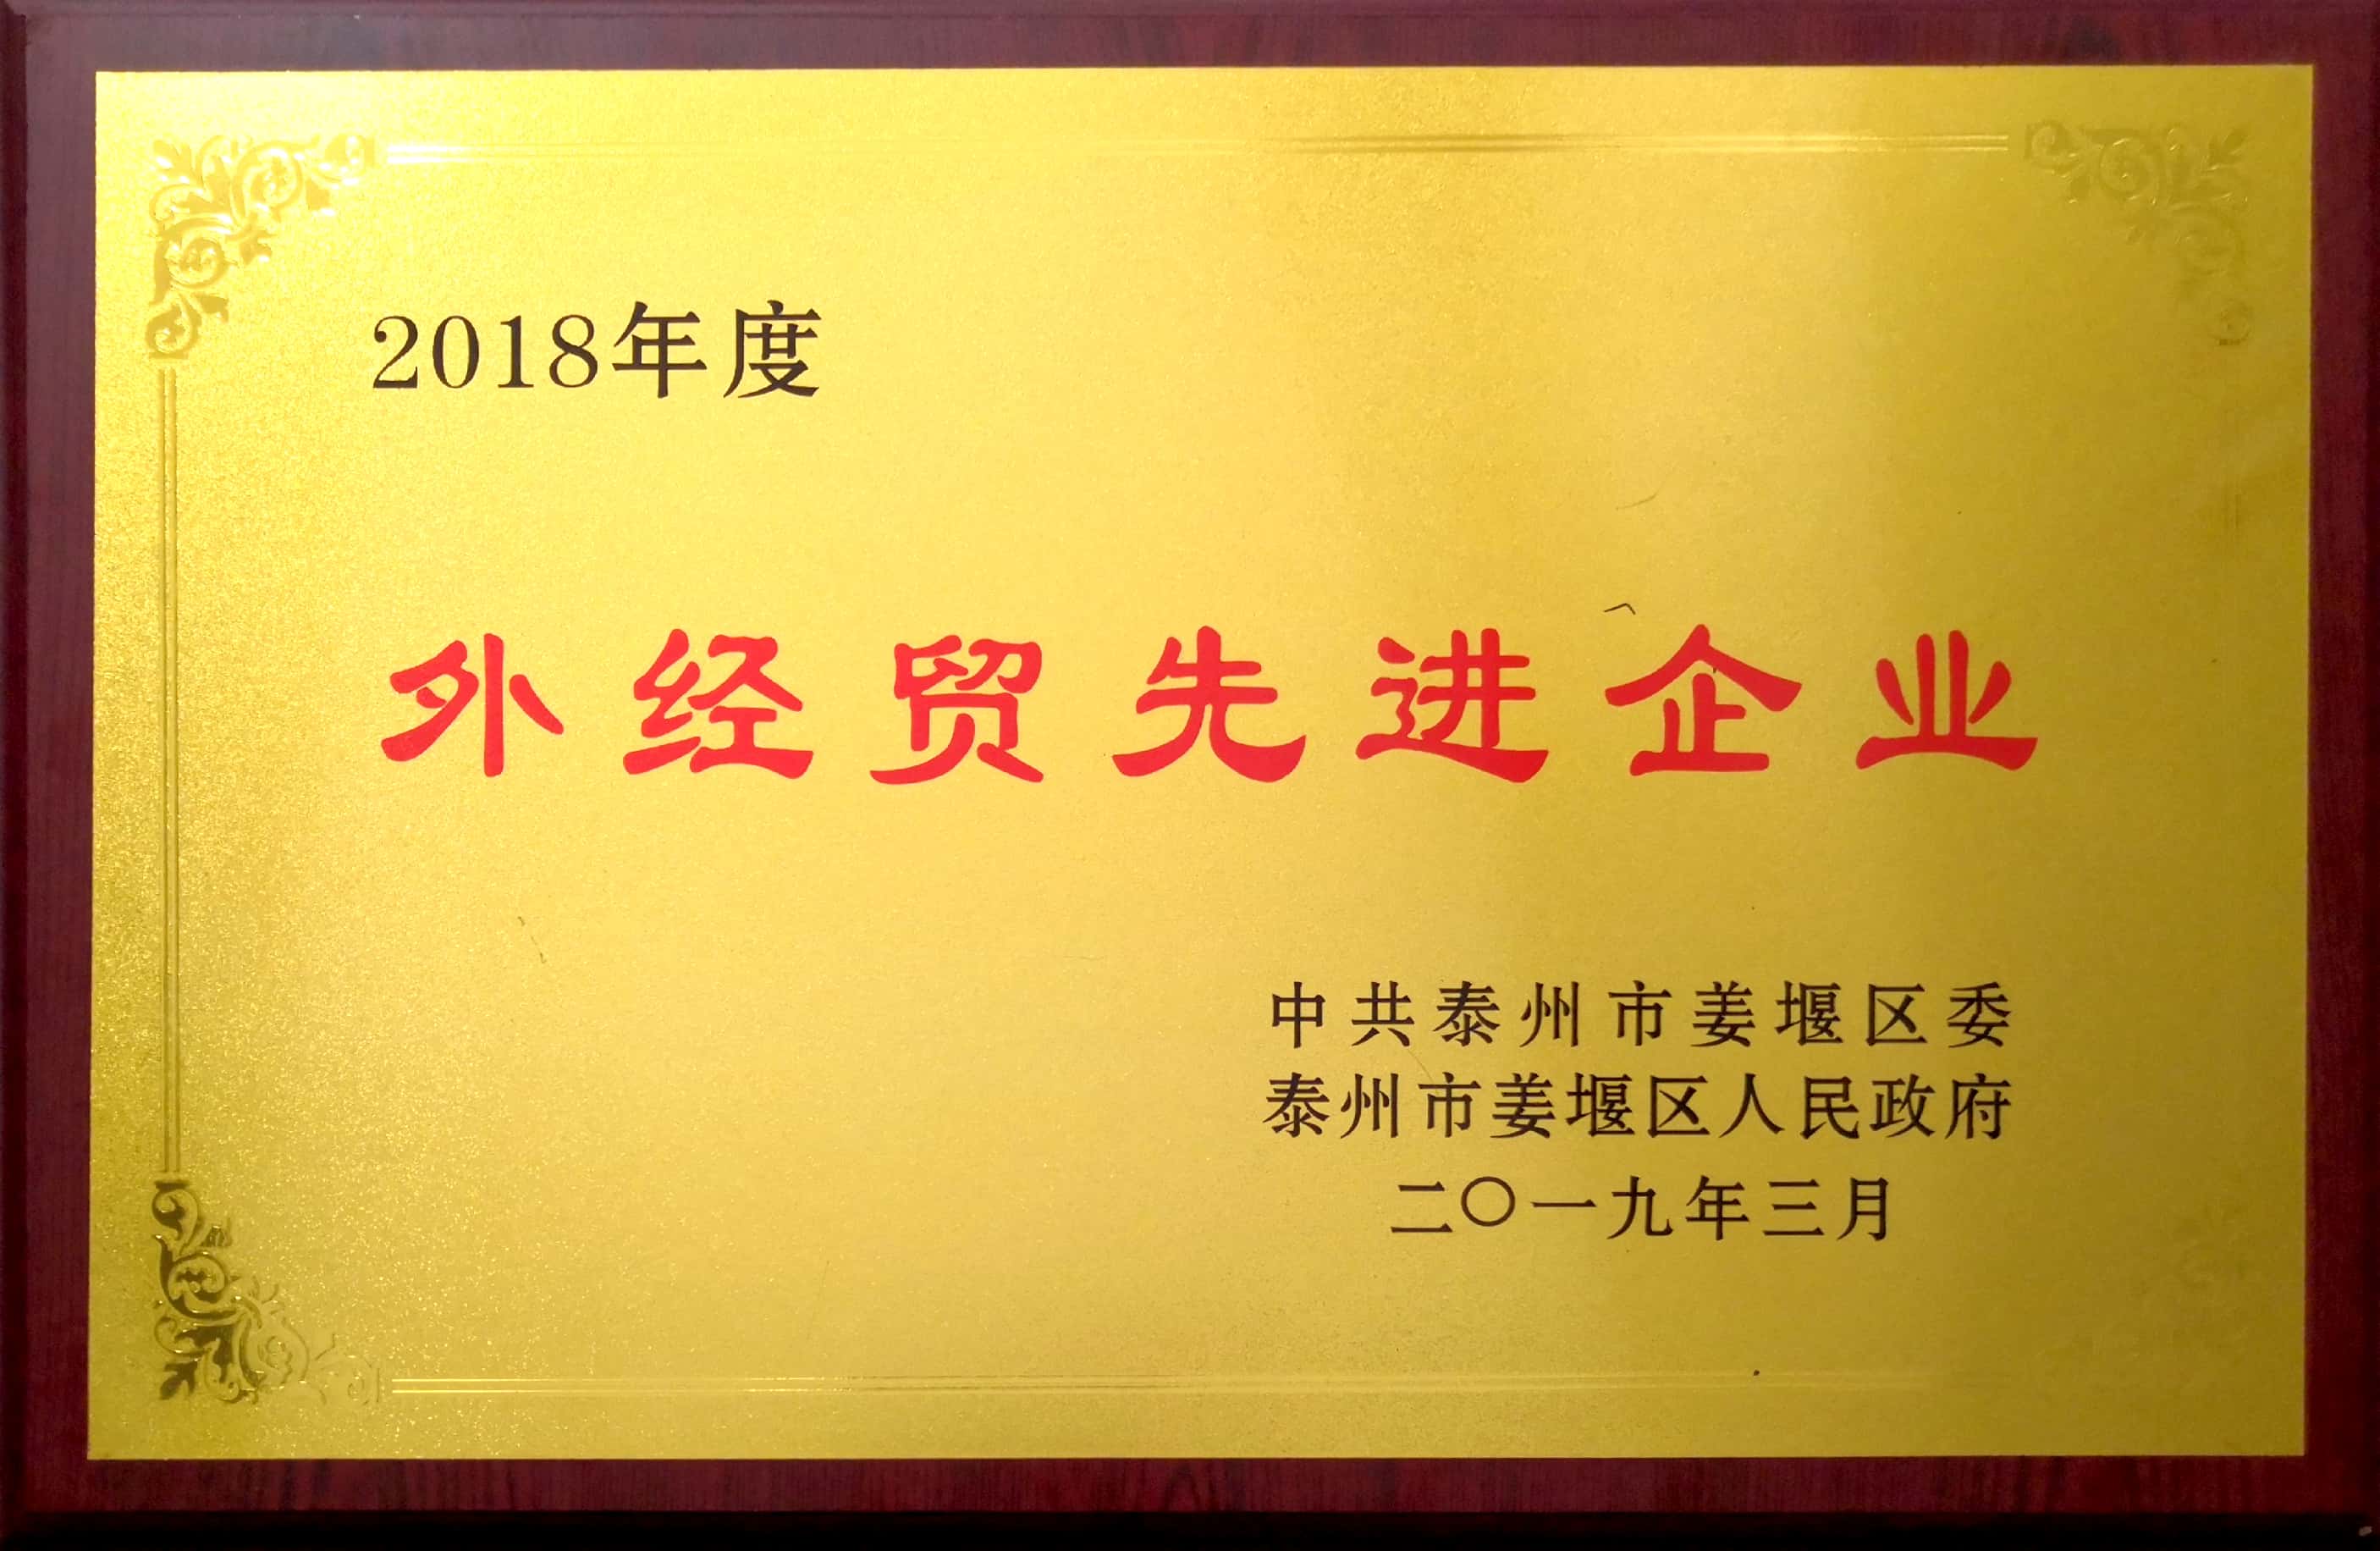 2018年度
外经贸先进企业
中共泰州市姜堰区委
泰州市姜堰区人民政府
二〇一九年三月